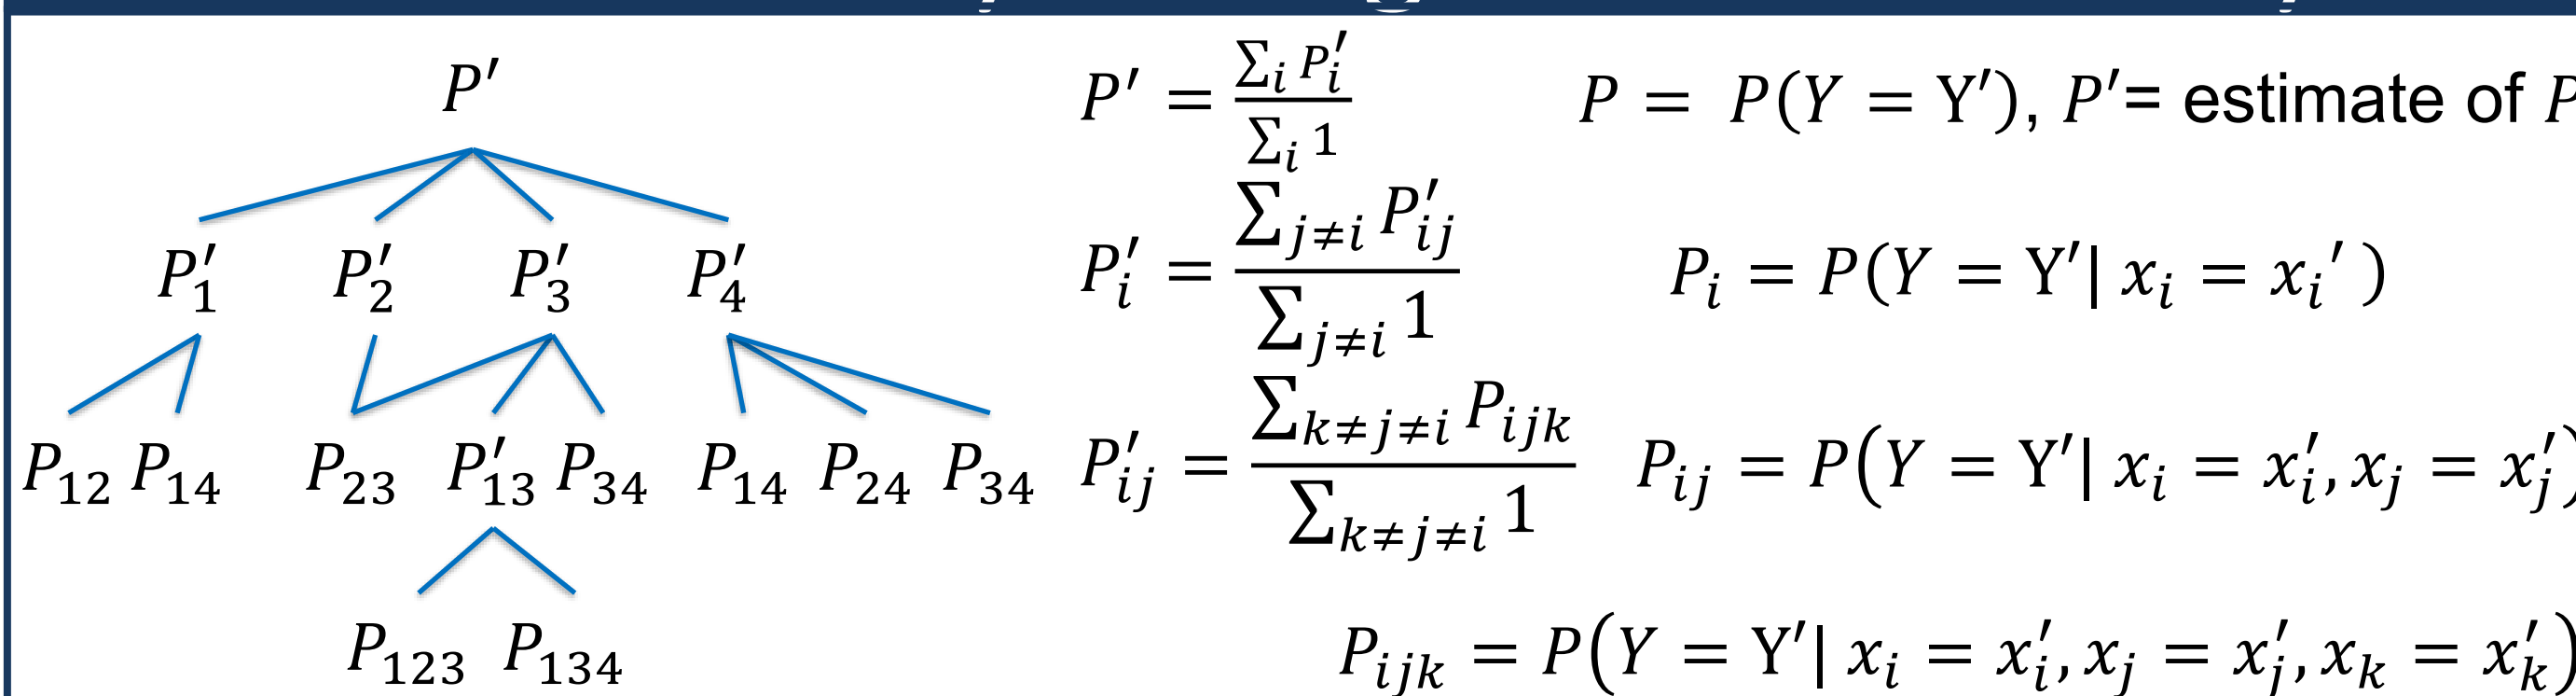 P′
P′₁ P′₂ P′₃ P′₄
P₁₂ P₁₄ P₂₃ P′₁₃ P₃₄ P₁₄ P₂₄ P₃₄
P₁₂₃ P₁₃₄
P′ = ∑ᵢ P′ᵢ / ∑ᵢ 1
P = P(Y = Y′), P′= estimate of P
P′ᵢ = ∑_{j≠i} P′ᵢⱼ / ∑_{j≠i} 1
Pᵢ = P(Y = Y′| xᵢ = xᵢ′ )
P′ᵢⱼ = ∑_{k≠j≠i} Pᵢⱼₖ / ∑_{k≠j≠i} 1
Pᵢⱼ = P(Y = Y′| xᵢ = x′ᵢ, xⱼ = x′ⱼ)
Pᵢⱼₖ = P(Y = Y′| xᵢ = x′ᵢ, xⱼ = x′ⱼ, xₖ = x′ₖ)